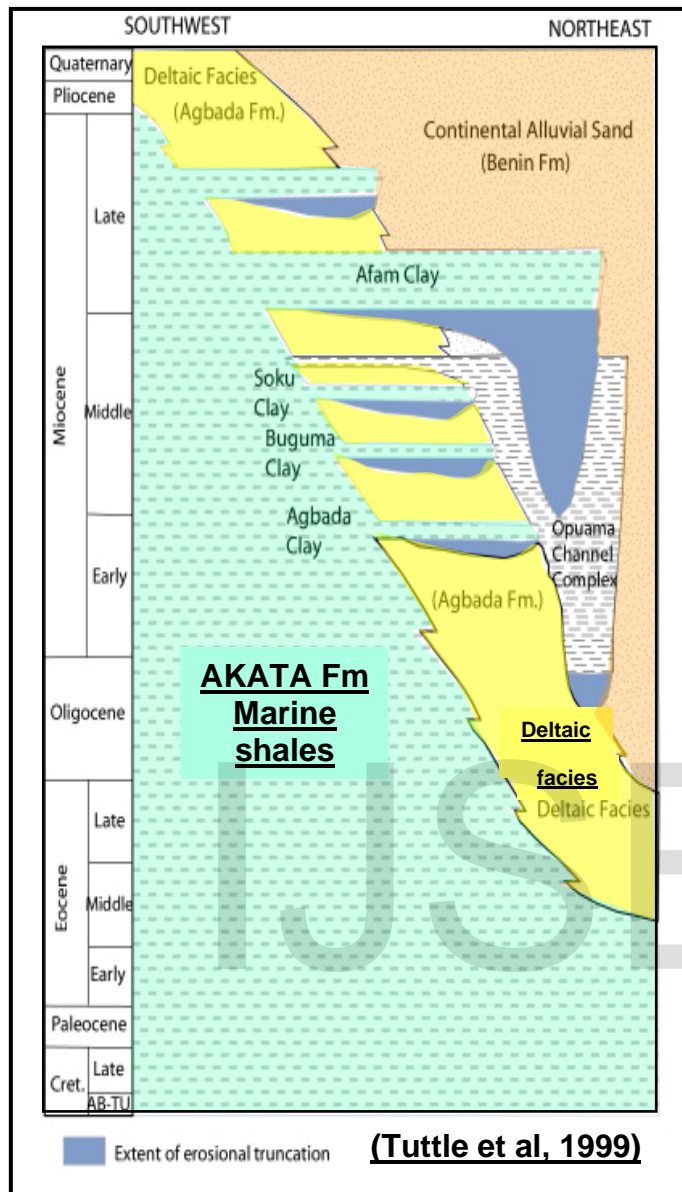 SOUTHWEST
NORTHEAST
Quaternary
Pliocene
Miocene
Late
Middle
Early
Oligocene
Eocene
Late
Middle
Early
Paleocene
Cret.
Late
AB-TU
Deltaic Facies
(Agbada Fm.)
Continental Alluvial Sand
(Benin Fm)
Afam Clay
Soku
Clay
Buguma
Clay
Agbada
Clay
Opuama
Channel
Complex
(Agbada Fm.)
AKATA Fm
Marine
shales
Deltaic
facies
Deltaic Facies
IJSE
Extent of erosional truncation
(Tuttle et al, 1999)